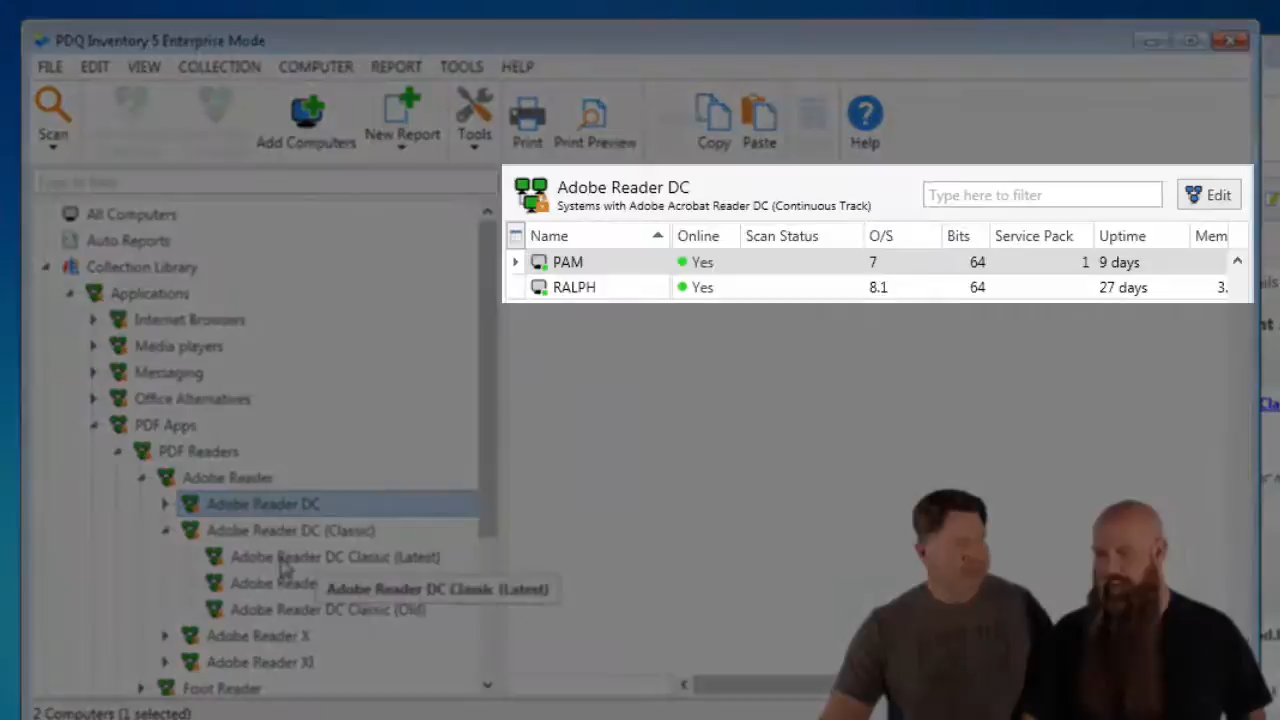 PDQ Inventory 5 Enterprise Mode
FILE EDIT VIEW COLLECTION COMPUTER REPORT TOOLS HELP
Scan Add Computers New Report Tools Print Print Preview Copy Paste Help
Type to filter
All Computers
Auto Reports
Collection Library
Applications
Internet Browsers
Media players
Messaging
Office Alternatives
PDF Apps
PDF Readers
Adobe Reader
Adobe Reader DC
Adobe Reader DC (Classic)
Adobe Reader DC Classic (Latest)
Adobe Reade
Adobe Reader DC Classic (Latest)
Adobe Reader DC Classic (Old)
Adobe Reader X
Adobe Reader XI
Foxit Reader
2 Computers (1 selected)
Adobe Reader DC
Systems with Adobe Acrobat Reader DC (Continuous Track)
Type here to filter
Edit
Name Online Scan Status O/S Bits Service Pack Uptime Mem
PAM Yes 7 64 1 9 days
RALPH Yes 8.1 64 27 days 3.